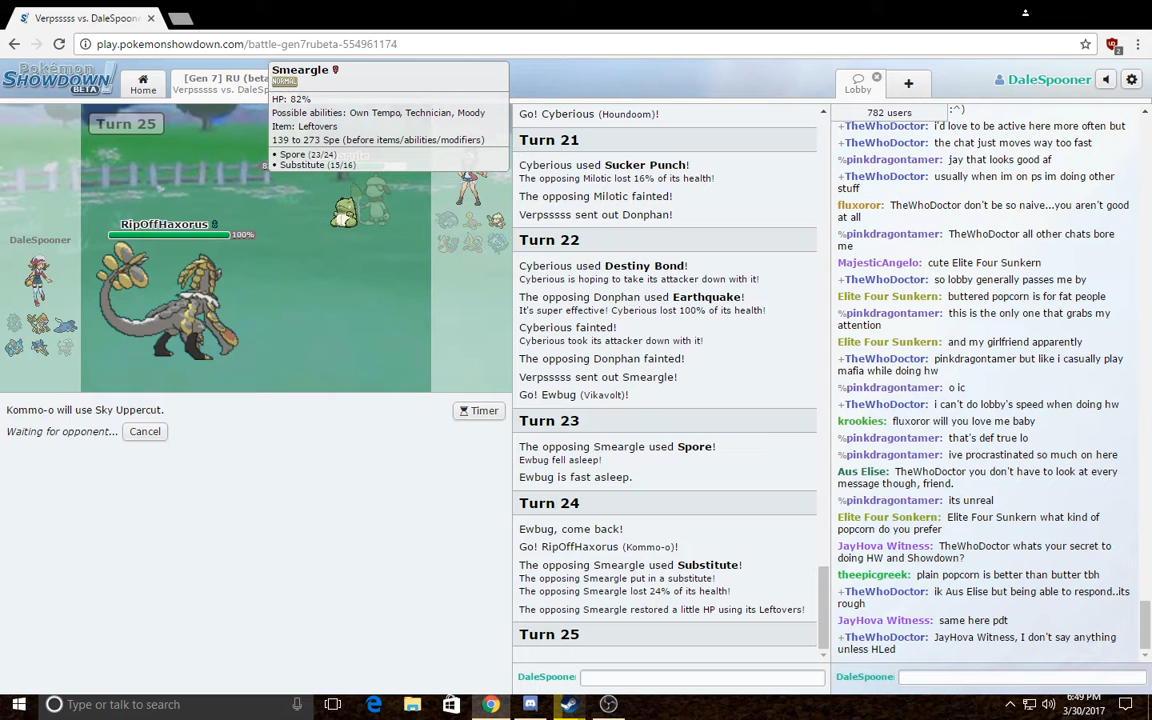 Verpsssss vs. DaleSpoone
play.pokemonshowdown.com/battle-gen7rubeta-554961174
Pokémon
SHOWDOWN!
BETA
Home
[Gen 7] RU (beta
Verpsssss vs. DaleSp
Smeargle
NORMAL
HP: 82%
Possible abilities: Own Tempo, Technician, Moody
Item: Leftovers
139 to 273 Spe (before items/abilities/modifiers)
• Spore (23/24)
• Substitute (15/16)
Lobby
DaleSpooner
Turn 25
RipOffHaxorus
100%
DaleSpooner
Kommo-o will use Sky Uppercut.
Timer
Waiting for opponent...
Cancel
Go! Cyberious (Houndoom)!
Turn 21
Cyberious used Sucker Punch!
The opposing Milotic lost 16% of its health!
The opposing Milotic fainted!
Verpsssss sent out Donphan!
Turn 22
Cyberious used Destiny Bond!
Cyberious is hoping to take its attacker down with it!
The opposing Donphan used Earthquake!
It's super effective! Cyberious lost 100% of its health!
Cyberious fainted!
Cyberious took its attacker down with it!
The opposing Donphan fainted!
Verpsssss sent out Smeargle!
Go! Ewbug (Vikavolt)!
Turn 23
The opposing Smeargle used Spore!
Ewbug fell asleep!
Ewbug is fast asleep.
Turn 24
Ewbug, come back!
Go! RipOffHaxorus (Kommo-o)!
The opposing Smeargle used Substitute!
The opposing Smeargle put in a substitute!
The opposing Smeargle lost 24% of its health!
The opposing Smeargle restored a little HP using its Leftovers!
Turn 25
DaleSpoone
782 users
:^)
+TheWhoDoctor: i'd love to be active here more often but
+TheWhoDoctor: the chat just moves way too fast
%pinkdragontamer: jay that looks good af
+TheWhoDoctor: usually when im on ps im doing other
stuff
fluxoror: TheWhoDoctor don't be so naive...you aren't good
at all
%pinkdragontamer: TheWhoDoctor all other chats bore
me
MajesticAngelo: cute Elite Four Sunkern
+TheWhoDoctor: so lobby generally passes me by
Elite Four Sunkern: buttered popcorn is for fat people
%pinkdragontamer: this is the only one that grabs my
attention
Elite Four Sunkern: and my girlfriend apparently
+TheWhoDoctor: pinkdragontamer but like i casually play
mafia while doing hw
%pinkdragontamer: o ic
+TheWhoDoctor: i can't do lobby's speed when doing hw
krookies: fluxoror will you love me baby
%pinkdragontamer: that's def true lo
%pinkdragontamer: ive procrastinated so much on here
Aus Elise: TheWhoDoctor you don't have to look at every
message though, friend.
%pinkdragontamer: its unreal
Elite Four Sonkern: Elite Four Sunkern what kind of
popcorn do you prefer
JayHova Witness: TheWhoDoctor whats your secret to
doing HW and Showdown?
theepicgreek: plain popcorn is better than butter tbh
+TheWhoDoctor: ik Aus Elise but being able to respond..its
rough
JayHova Witness: same here pdt
+TheWhoDoctor: JayHova Witness, I don't say anything
unless HLed
DaleSpoone
Type or talk to search
6:49 PM
3/30/2017